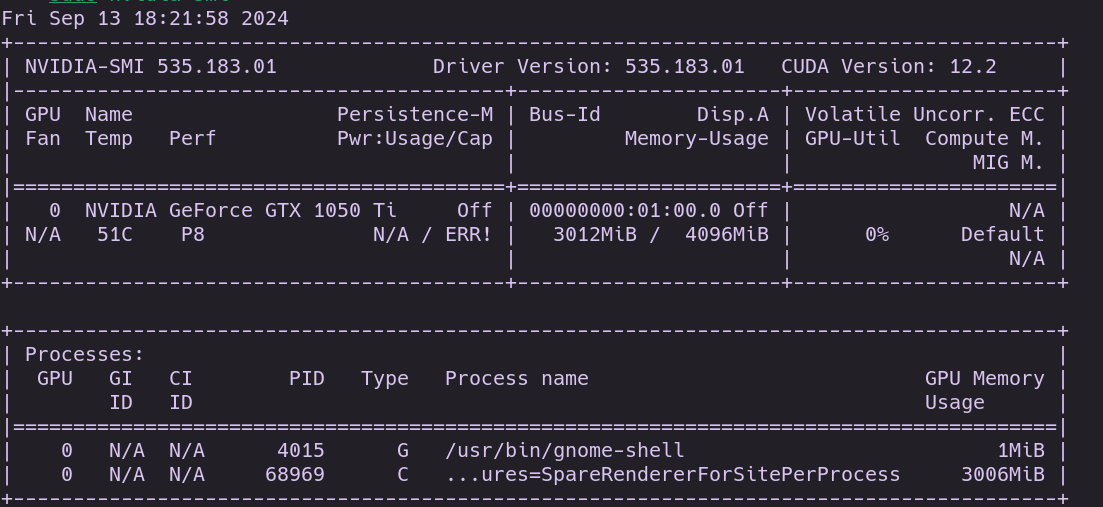 Fri Sep 13 18:21:58 2024
+---------------------------------------------------------------------------------------+
| NVIDIA-SMI 535.183.01             Driver Version: 535.183.01   CUDA Version: 12.2     |
|-----------------------------------------+----------------------+----------------------+
| GPU  Name                 Persistence-M | Bus-Id        Disp.A | Volatile Uncorr. ECC |
| Fan  Temp   Perf          Pwr:Usage/Cap |         Memory-Usage | GPU-Util  Compute M. |
|                                         |                      |               MIG M. |
|=========================================+======================+======================|
|   0  NVIDIA GeForce GTX 1050 Ti     Off | 00000000:01:00.0 Off |                  N/A |
| N/A   51C    P8             N/A / ERR! |   3012MiB /  4096MiB |      0%      Default |
|                                         |                      |                  N/A |
+-----------------------------------------+----------------------+----------------------+

+---------------------------------------------------------------------------------------+
| Processes:                                                                            |
|  GPU   GI   CI        PID   Type   Process name                            GPU Memory |
|        ID   ID                                                             Usage      |
|=======================================================================================|
|    0   N/A  N/A      4015      G   /usr/bin/gnome-shell                          1MiB |
|    0   N/A  N/A     68969      C   ...ures=SpareRendererForSitePerProcess     3006MiB |
+---------------------------------------------------------------------------------------+